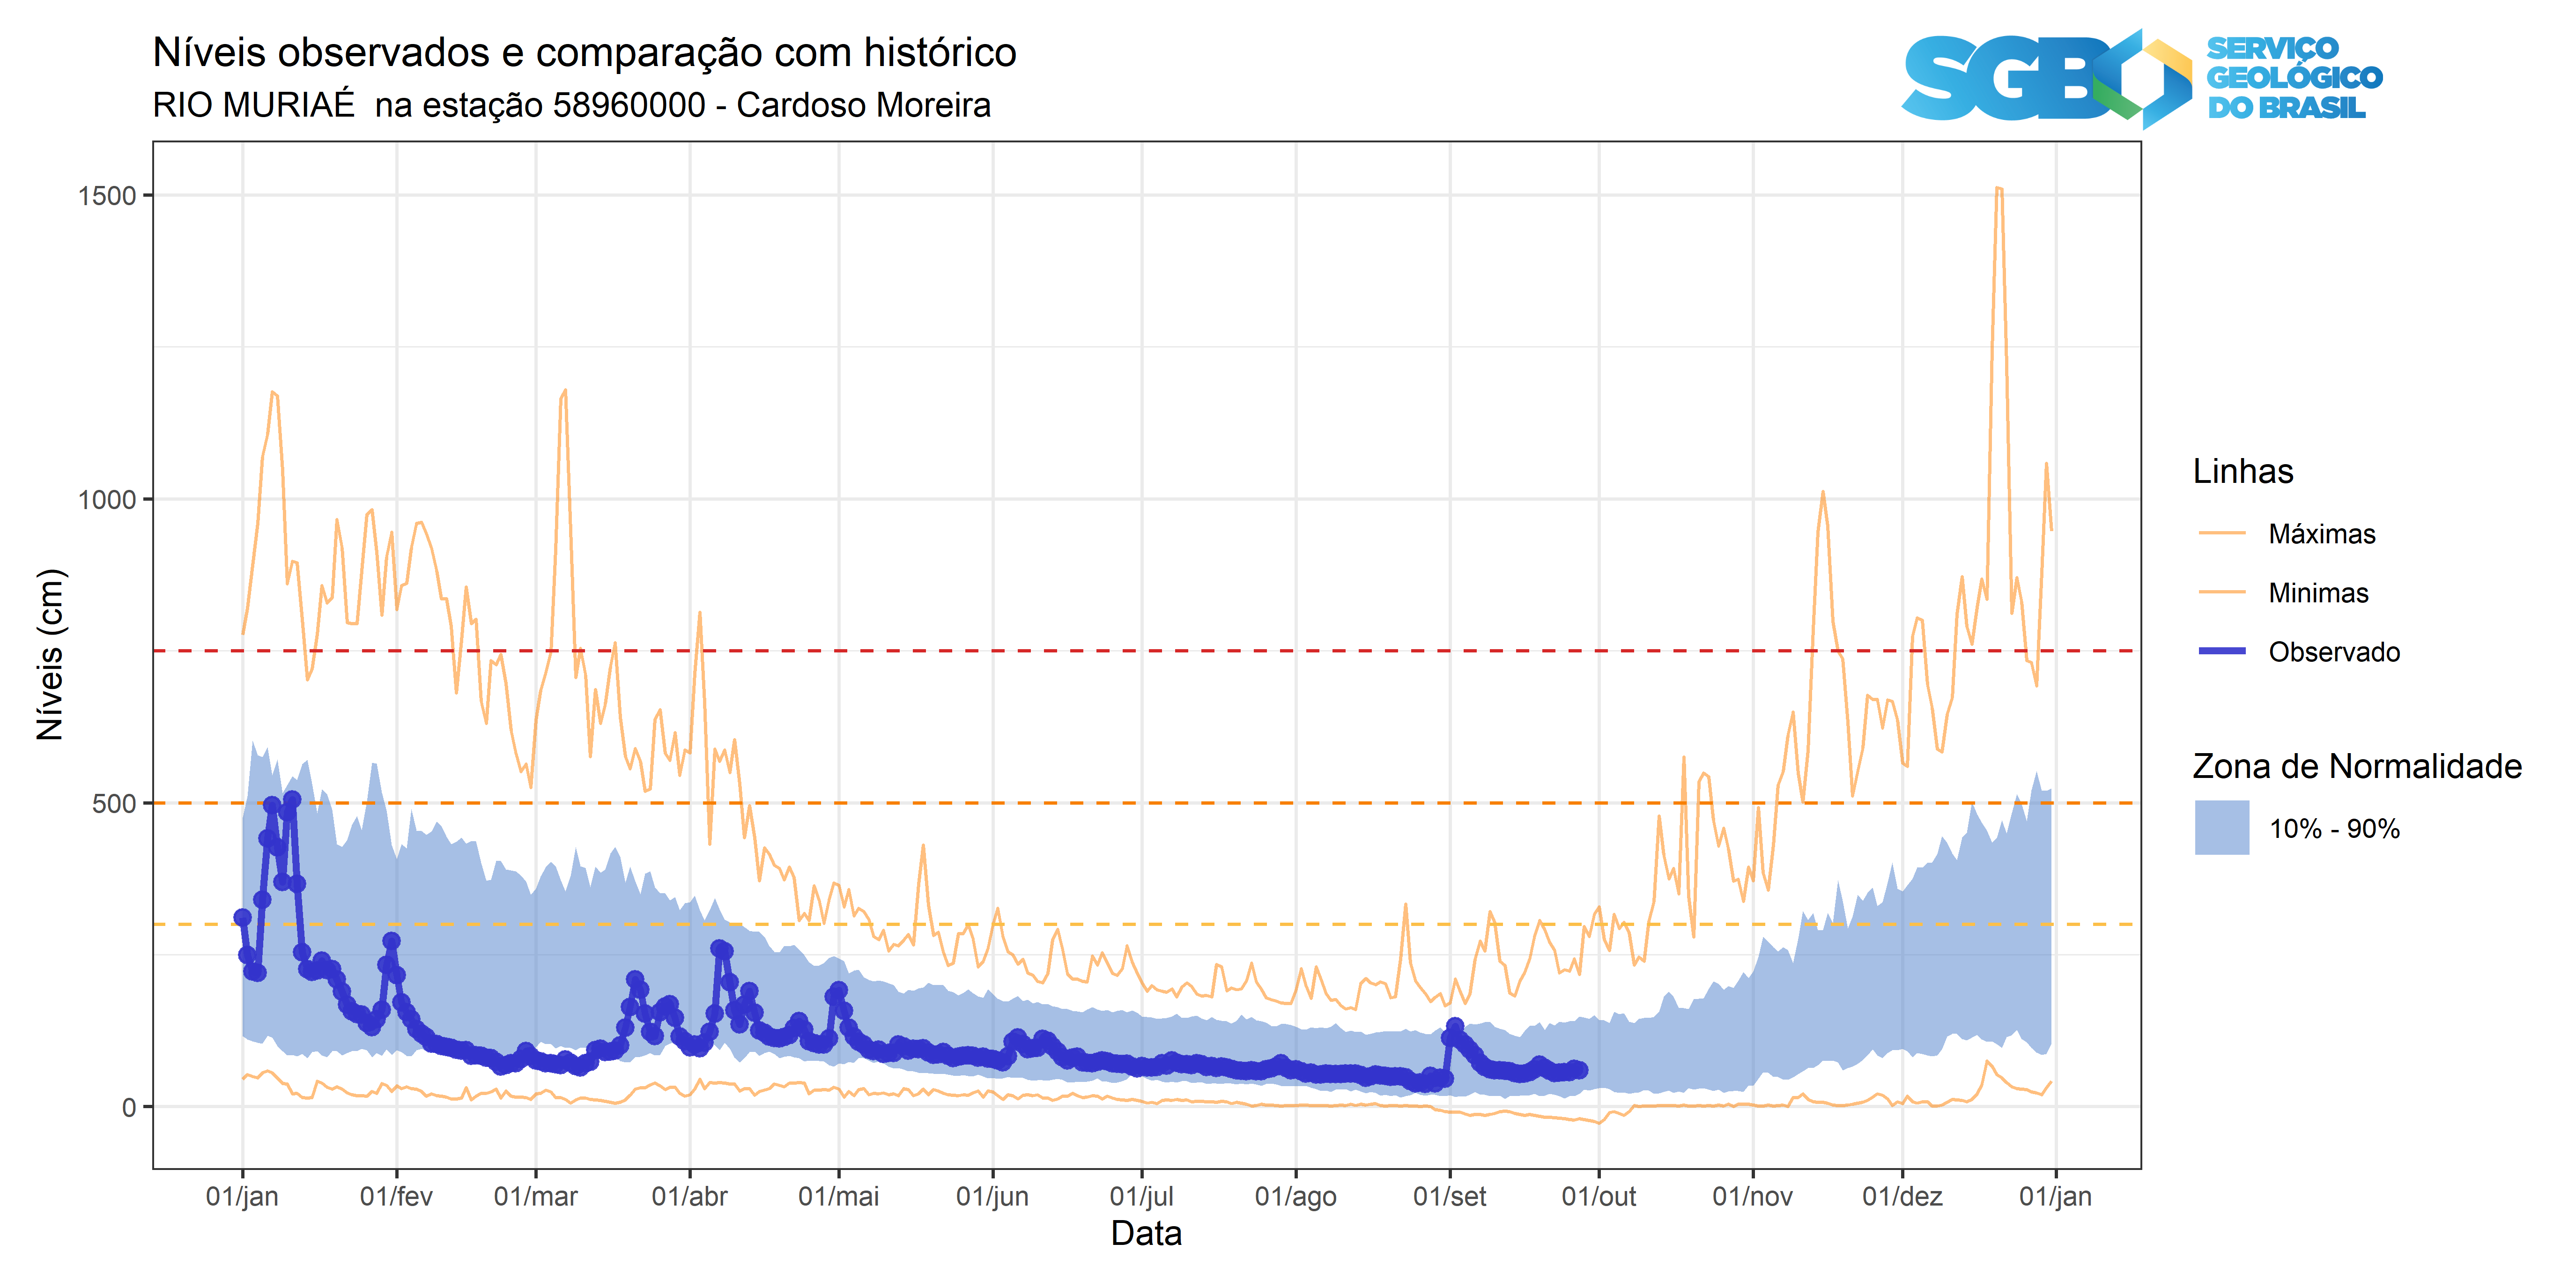 Níveis observados e comparação com histórico
RIO MURIAÉ na estação 58960000 - Cardoso Moreira
SGB
SERVIÇO
GEOLÓGICO
DO BRASIL
Níveis (cm)
1500
1000
500
0
01/jan
01/fev
01/mar
01/abr
01/mai
01/jun
01/jul
01/ago
01/set
01/out
01/nov
01/dez
01/jan
Data
Linhas
Máximas
Minimas
Observado
Zona de Normalidade
10% - 90%